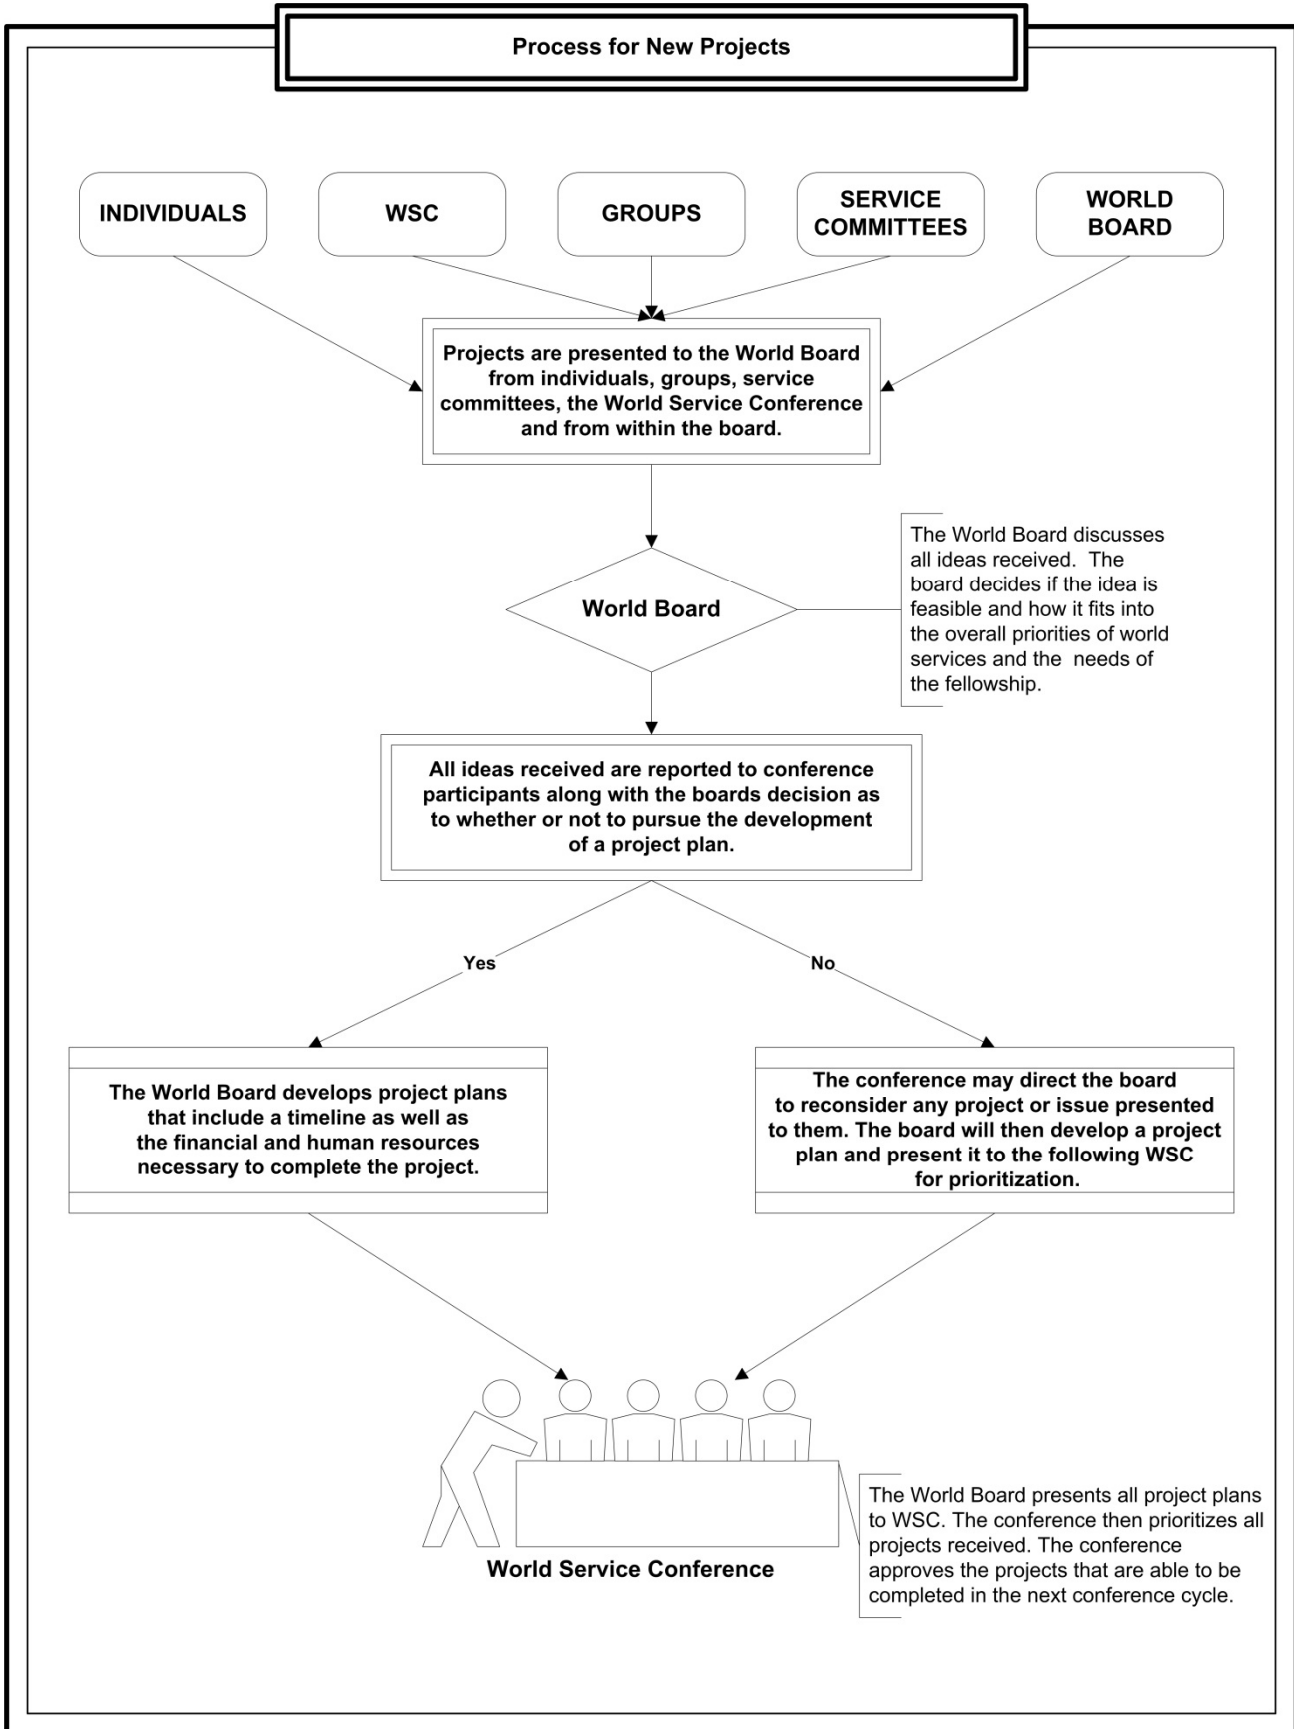 Process for New Projects
INDIVIDUALS
WSC
GROUPS
SERVICE
COMMITTEES
WORLD
BOARD
Projects are presented to the World Board
from individuals, groups, service
committees, the World Service Conference
and from within the board.
World Board
The World Board discusses
all ideas received.  The
board decides if the idea is
feasible and how it fits into
the overall priorities of world
services and the  needs of
the fellowship.
All ideas received are reported to conference
participants along with the boards decision as
to whether or not to pursue the development
of a project plan.
Yes
No
The World Board develops project plans
that include a timeline as well as
the financial and human resources
necessary to complete the project.
The conference may direct the board
to reconsider any project or issue presented
to them. The board will then develop a project
plan and present it to the following WSC
for prioritization.
World Service Conference
The World Board presents all project plans
to WSC. The conference then prioritizes all
projects received. The conference
approves the projects that are able to be
completed in the next conference cycle.